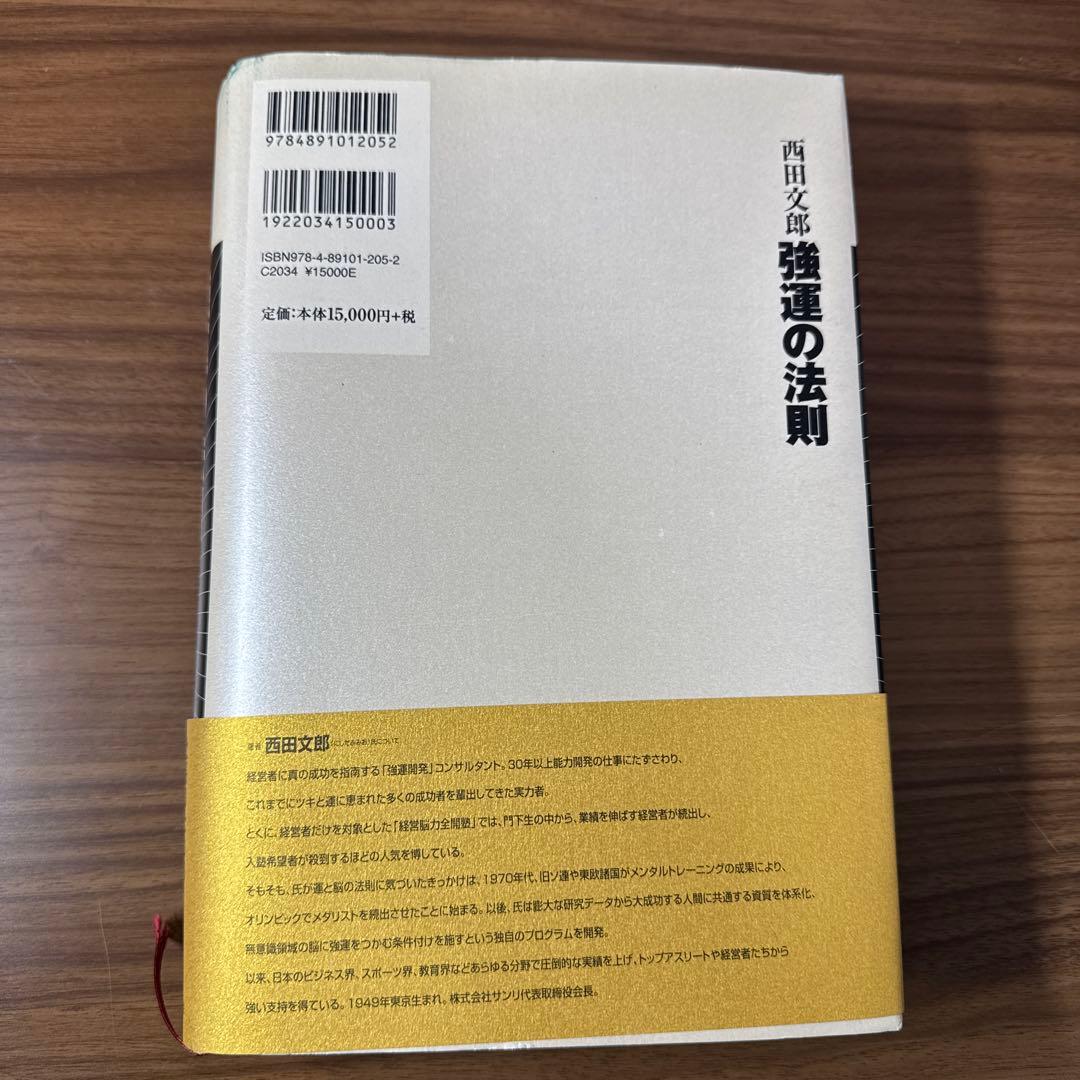 9784891012052
1922034150003
ISBN978-4-89101-205-2
C2034 ¥15000E
定価:本体15,000円+税
西田文郎
強運の法則
著者 西田文郎(にしだふみお)氏について
経営者に真の成功を指南する「強運開発」コンサルタント。30年以上能力開発の仕事にたずさわり、
これまでにツキと運に恵まれた多くの成功者を輩出してきた実力者。
とくに、経営者だけを対象とした「経営脳力全開塾」では、門下生の中から、業績を伸ばす経営者が続出し、
入塾希望者が殺到するほどの人気を博している。
そもそも、氏が運と脳の法則に気づいたきっかけは、1970年代、旧ソ連や東欧諸国がメンタルトレーニングの成果により、
オリンピックでメダリストを続出させたことに始まる。以後、氏は膨大な研究データから大成功する人間に共通する資質を体系化、
無意識領域の脳に強運をつかむ条件付けを施すという独自のプログラムを開発。
以来、日本のビジネス界、スポーツ界、教育界などあらゆる分野で圧倒的な実績を上げ、トップアスリートや経営者たちから
強い支持を得ている。1949年東京生まれ。株式会社サンリ代表取締役会長。